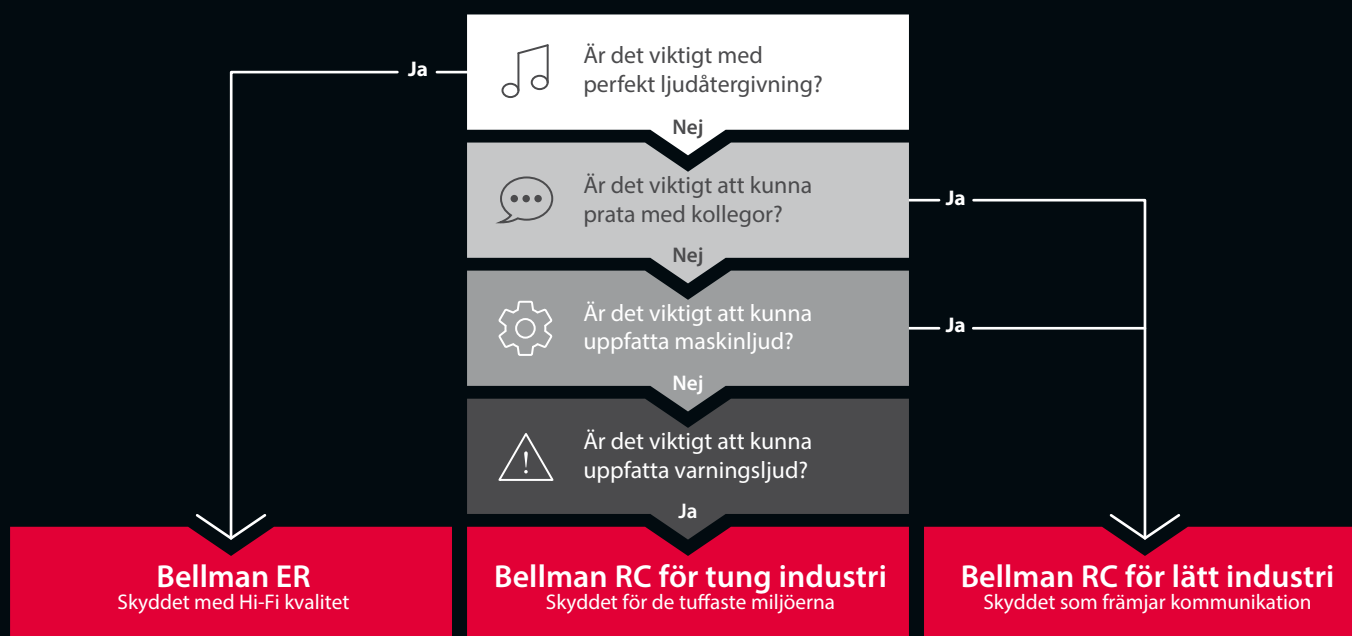 Är det viktigt med
perfekt ljudåtergivning?
Ja
Nej
Är det viktigt att kunna
prata med kollegor?
Ja
Nej
Är det viktigt att kunna
uppfatta maskinljud?
Ja
Nej
Är det viktigt att kunna
uppfatta varningsljud?
Ja
Bellman ER
Skyddet med Hi-Fi kvalitet
Bellman RC för tung industri
Skyddet för de tuffaste miljöerna
Bellman RC för lätt industri
Skyddet som främjar kommunikation